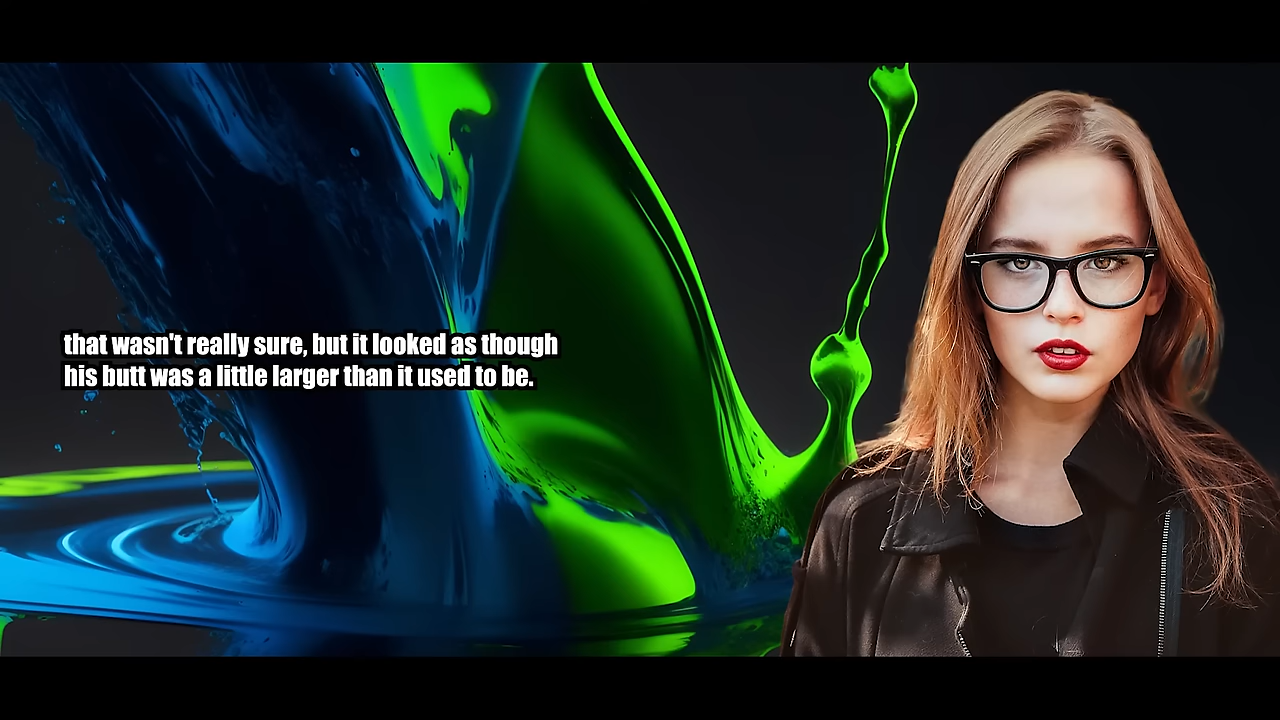 that wasn't really sure, but it looked as though
his butt was a little larger than it used to be.